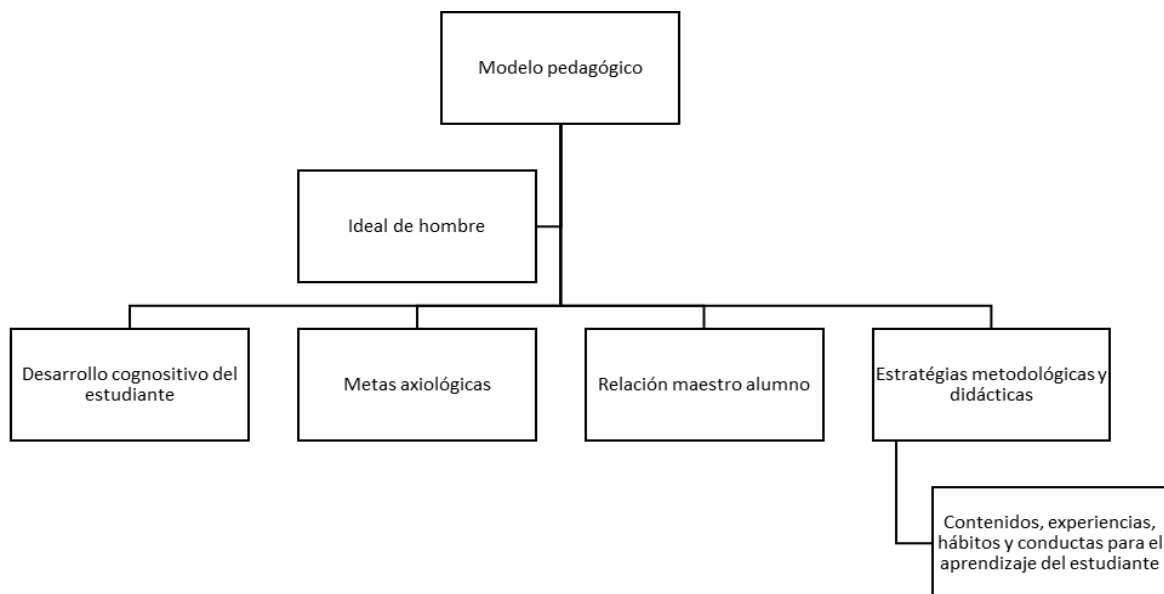 Modelo pedagógico
Ideal de hombre
Desarrollo cognositivo del
estudiante
Metas axiológicas
Relación maestro alumno
Estratégias metodológicas y
didácticas
Contenidos, experiencias,
hábitos y conductas para el
aprendizaje del estudiante